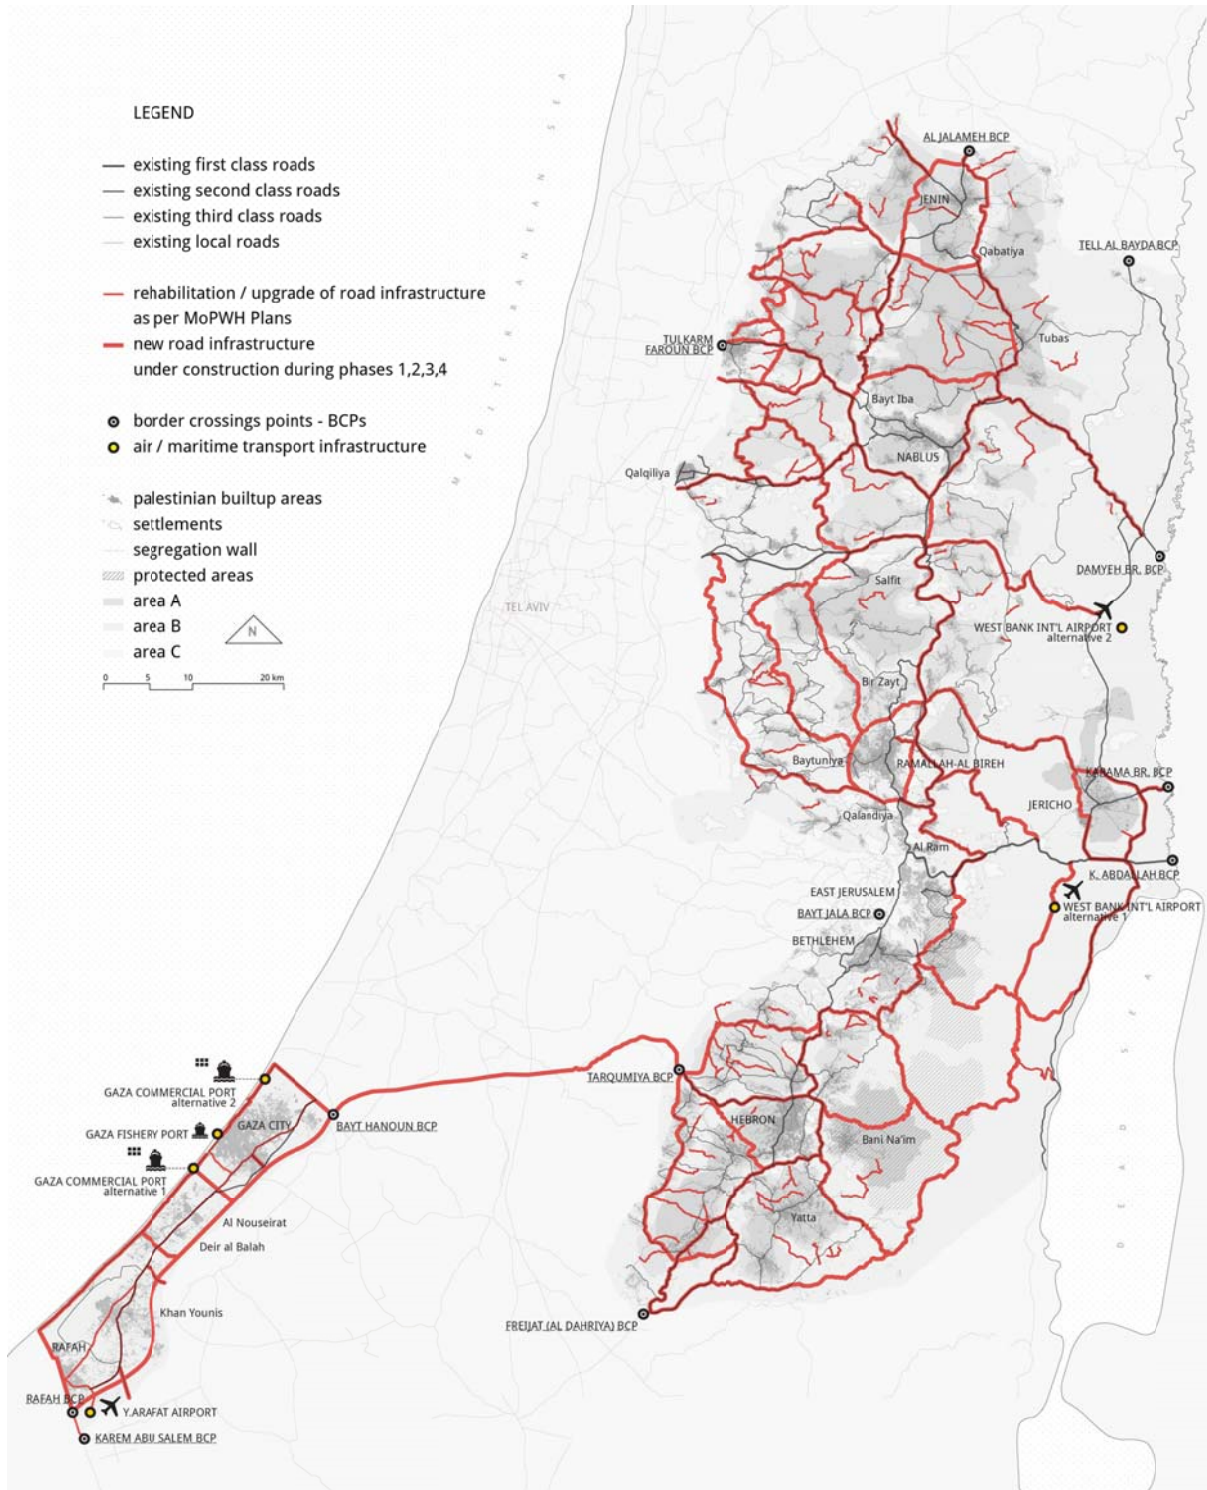 LEGEND
existing first class roads
existing second class roads
existing third class roads
existing local roads
rehabilitation / upgrade of road infrastructure
as per MoPWH Plans
new road infrastructure
under construction during phases 1,2,3,4
border crossings points - BCPs
air / maritime transport infrastructure
palestinian builtup areas
settlements
segregation wall
protected areas
area A
area B
area C
N
0 5 10 20 km
MEDITERRANEAN SEA
AL JALAMEH BCP
JENIN
Qabatiya
TELL AL BAYDA BCP
TULKARM
FAROUN BCP
Tubas
Bayt Iba
NABLUS
Qalqiliya
DAMYEH BR. BCP
Salfit
TEL AVIV
WEST BANK INT'L AIRPORT
alternative 2
Bir Zayt
Baytuniya
RAMALLAH-AL BIREH
KARAMA BR. BCP
JERICHO
Qalandiya
Al Ram
K. ABDALLAH BCP
EAST JERUSALEM
WEST BANK INT'L AIRPORT
alternative 1
BAYT JALA BCP
BETHLEHEM
DEAD SEA
TARQUMIYA BCP
GAZA COMMERCIAL PORT
alternative 2
GAZA CITY
BAYT HANOUN BCP
HEBRON
GAZA FISHERY PORT
Bani Na'im
GAZA COMMERCIAL PORT
alternative 1
Al Nouseirat
Yatta
Deir al Balah
Khan Younis
FREIJAT (AL DAHRIYA) BCP
RAFAH
RAFAH BCP
Y.ARAFAT AIRPORT
KAREM ABU SALEM BCP